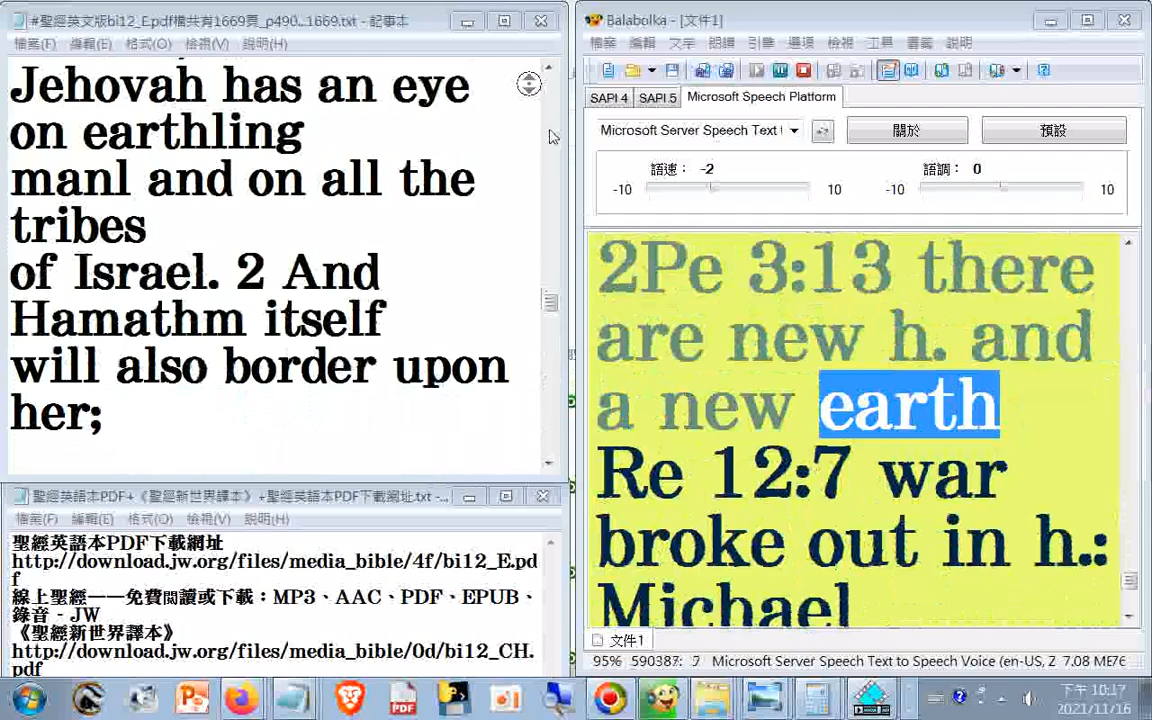 #聖經英文版bi12_E.pdf檔共有1669頁_p490...1669.txt - 記事本
檔案(F) 編輯(E) 格式(O) 檢視(V) 說明(H)
Jehovah has an eye
on earthling
manl and on all the
tribes
of Israel. 2 And
Hamathm itself
will also border upon
her;
聖經英語本PDF+《聖經新世界譯本》+聖經英語本PDF下載網址.txt - ...
檔案(F) 編輯(E) 格式(O) 檢視(V) 說明(H)
聖經英語本PDF下載網址
http://download.jw.org/files/media_bible/4f/bi12_E.pd
f
線上聖經——免費閱讀或下載：MP3、AAC、PDF、EPUB、
錄音 - JW
《聖經新世界譯本》
http://download.jw.org/files/media_bible/0d/bi12_CH.
pdf
Balabolka - [文件1]
檔案 編輯 文字 朗讀 引擎 選項 檢視 工具 書籤 說明
SAPI 4 SAPI 5 Microsoft Speech Platform
Microsoft Server Speech Text 關於 預設
語速： -2 語調： 0
-10 10 -10 10
2Pe 3:13 there
are new h. and
a new earth
Re 12:7 war
broke out in h.:
Michael
文件1
95% 590387: Microsoft Server Speech Text to Speech Voice (en-US, Z 7.08 МБ
下午 10:17
2021/11/16